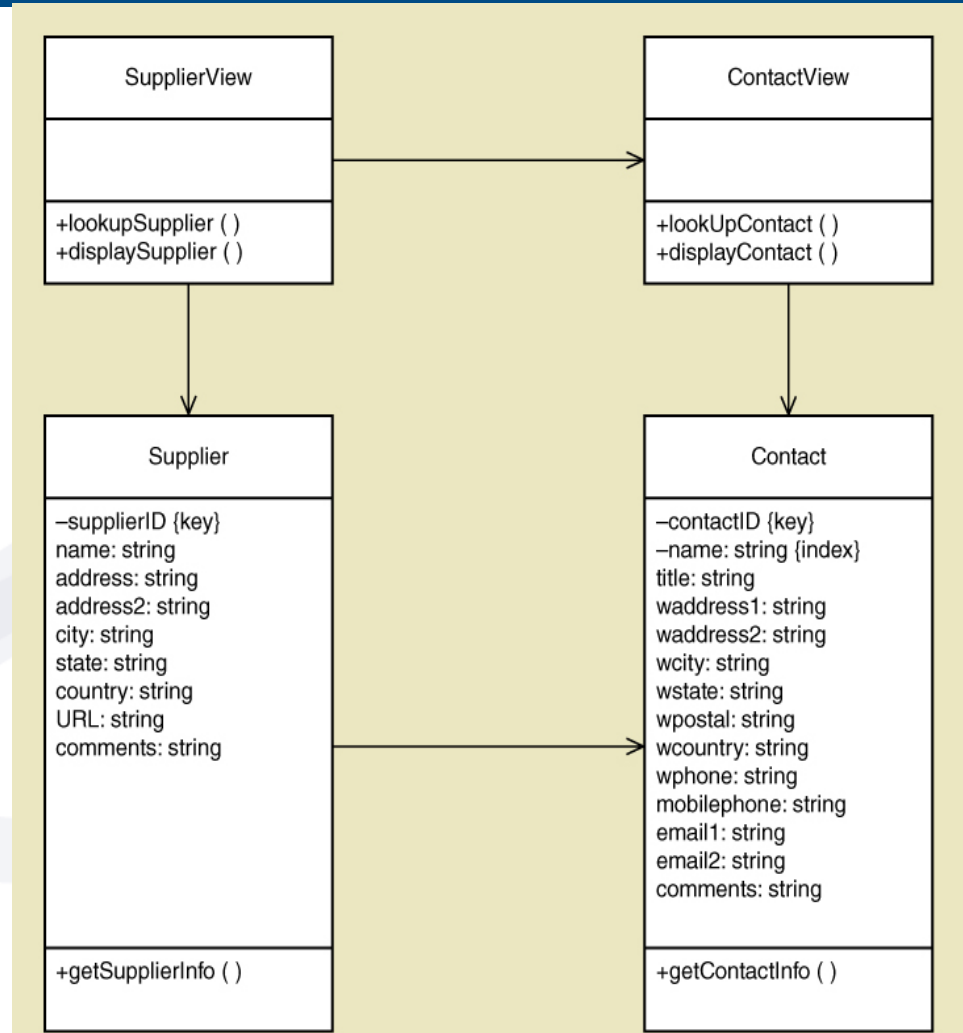 SupplierView
+lookupSupplier ( )
+displaySupplier ( )
ContactView
+lookUpContact ( )
+displayContact ( )
Supplier
–supplierID {key}
name: string
address: string
address2: string
city: string
state: string
country: string
URL: string
comments: string
+getSupplierInfo ( )
Contact
–contactID {key}
–name: string {index}
title: string
waddress1: string
waddress2: string
wcity: string
wstate: string
wpostal: string
wcountry: string
wphone: string
mobilephone: string
email1: string
email2: string
comments: string
+getContactInfo ( )